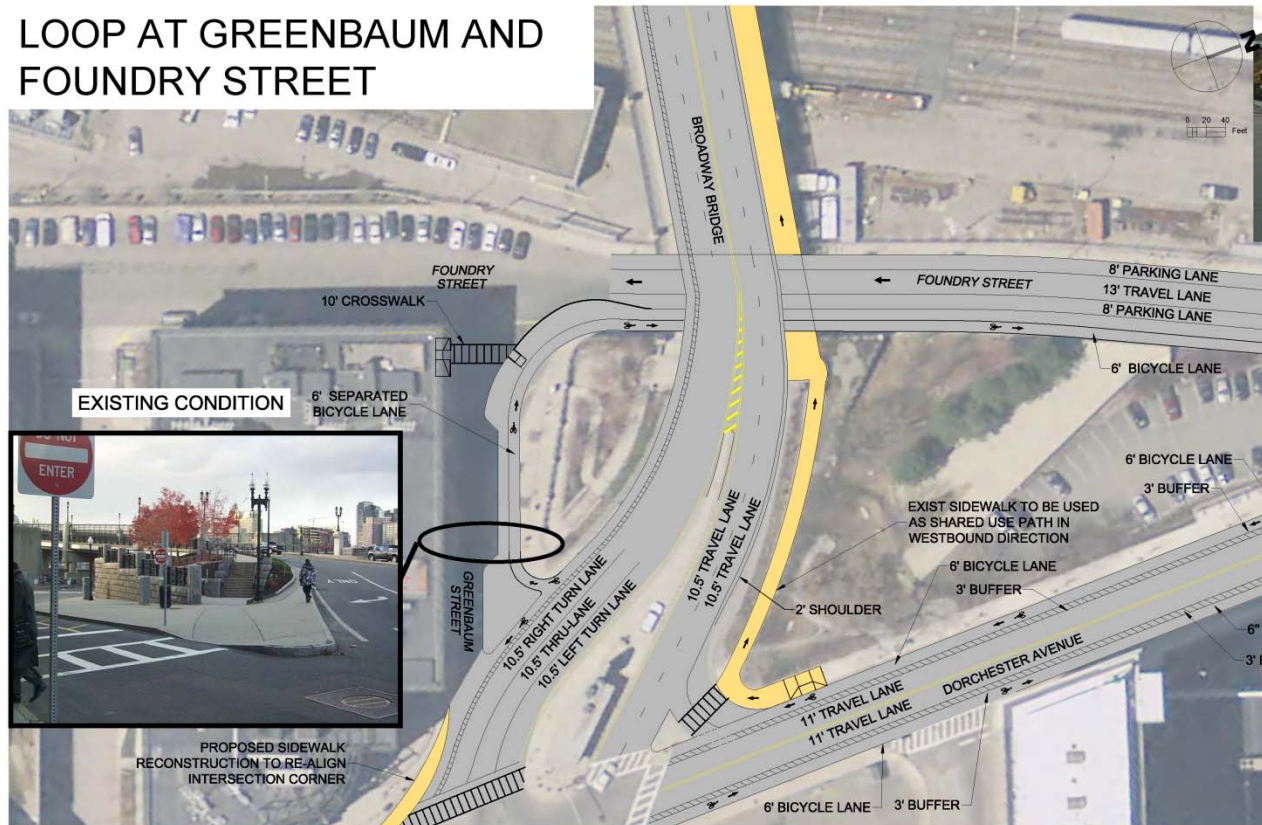 LOOP AT GREENBAUM AND
FOUNDRY STREET
N
0 20 40
Feet
BROADWAY BRIDGE
FOUNDRY
STREET
10' CROSSWALK
FOUNDRY STREET
8' PARKING LANE
13' TRAVEL LANE
8' PARKING LANE
6' BICYCLE LANE
6' SEPARATED
BICYCLE LANE
EXISTING CONDITION
ENTER
GREENBAUM
STREET
10.5' RIGHT TURN LANE
10.5' THRU-LANE
10.5' LEFT TURN LANE
10.5' TRAVEL LANE
10.5' TRAVEL LANE
2' SHOULDER
EXIST SIDEWALK TO BE USED
AS SHARED USE PATH IN
WESTBOUND DIRECTION
6' BICYCLE LANE
3' BUFFER
6' BICYCLE LANE
3' BUFFER
11' TRAVEL LANE
11' TRAVEL LANE
DORCHESTER AVENUE
6"
6' BICYCLE LANE
3' BUFFER
PROPOSED SIDEWALK
RECONSTRUCTION TO RE-ALIGN
INTERSECTION CORNER